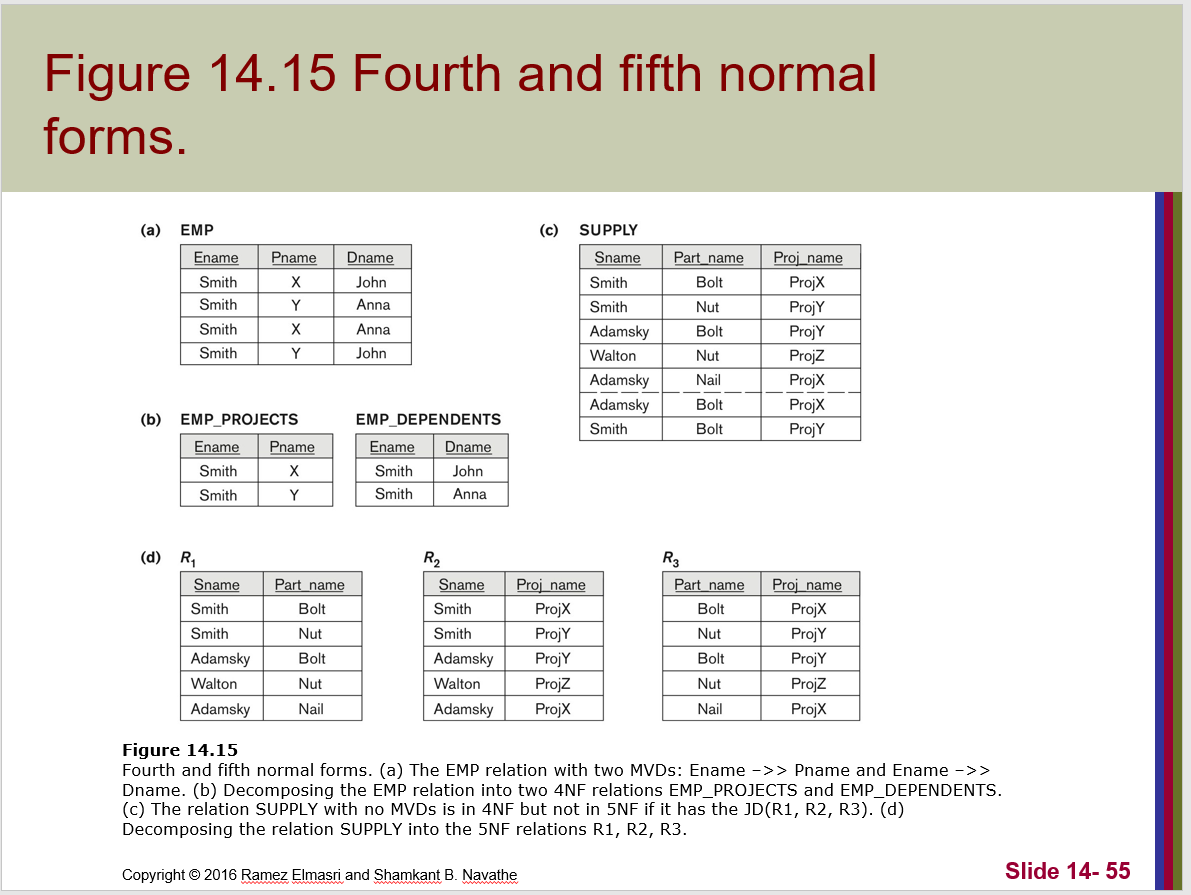 Figure 14.15 Fourth and fifth normal
forms.
(a) EMP
Ename Pname Dname
Smith X John
Smith Y Anna
Smith X Anna
Smith Y John
(b) EMP_PROJECTS
Ename Pname
Smith X
Smith Y
EMP_DEPENDENTS
Ename Dname
Smith John
Smith Anna
(c) SUPPLY
Sname Part_name Proj_name
Smith Bolt ProjX
Smith Nut ProjY
Adamsky Bolt ProjY
Walton Nut ProjZ
Adamsky Nail ProjX
Adamsky Bolt ProjX
Smith Bolt ProjY
(d) R1
Sname Part_name
Smith Bolt
Smith Nut
Adamsky Bolt
Walton Nut
Adamsky Nail
R2
Sname Proj_name
Smith ProjX
Smith ProjY
Adamsky ProjY
Walton ProjZ
Adamsky ProjX
R3
Part_name Proj_name
Bolt ProjX
Nut ProjY
Bolt ProjY
Nut ProjZ
Nail ProjX
Figure 14.15
Fourth and fifth normal forms. (a) The EMP relation with two MVDs: Ename –>> Pname and Ename –>>
Dname. (b) Decomposing the EMP relation into two 4NF relations EMP_PROJECTS and EMP_DEPENDENTS.
(c) The relation SUPPLY with no MVDs is in 4NF but not in 5NF if it has the JD(R1, R2, R3). (d)
Decomposing the relation SUPPLY into the 5NF relations R1, R2, R3.
Copyright © 2016 Ramez Elmasri and Shamkant B. Navathe
Slide 14- 55